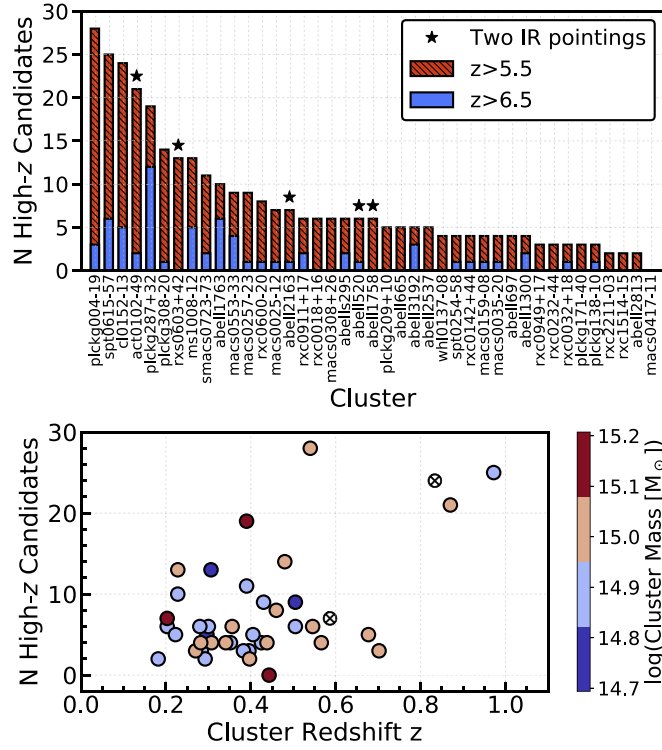 N High-z Candidates
30
25
20
15
10
5
0
Two IR pointings
z>5.5
z>6.5
plckg004-19
spt0615-57
cl0152-13
act0102-49
plckg287+32
plckg308-20
rxs0603+42
ms1008-12
smacs0723-73
abell1763
macs0553-33
macs0257-23
rxc0600-20
macs0025-12
abell2163
rxc0911+17
rxc0018+16
macs0308+26
abells295
abell520
abell1758
plckg209+10
abell665
abell3192
abell2537
whl0137-08
spt0254-58
rxc0142+44
macs0159-08
macs0035-20
abell697
abell1300
rxc0949+17
rxc0232-44
rxc0032+18
plckg171-40
plckg138-10
rxc2211-03
rxc1514-15
abell2813
macs0417-11
Cluster
N High-z Candidates
30
20
10
0
0.0
0.2
0.4
0.6
0.8
1.0
Cluster Redshift z
15.2
15.1
15.0
14.9
14.8
14.7
log(Cluster Mass [M⊙]